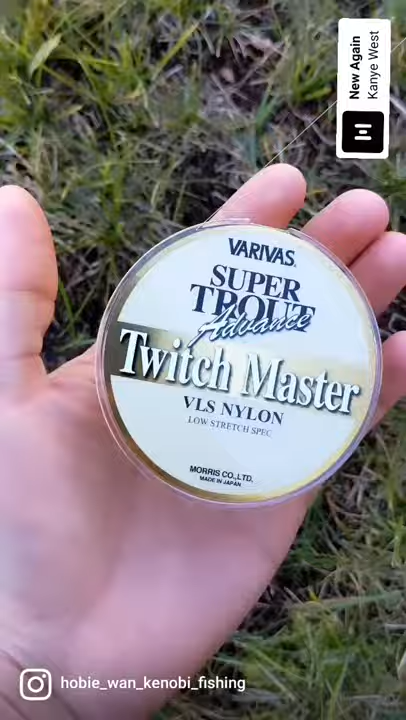 New Again
Kanye West
VARIVAS®
SUPER
TROUT
Advance
Twitch Master
VLS NYLON
LOW STRETCH SPEC
MORRIS CO.,LTD.
MADE IN JAPAN
hobie_wan_kenobi_fishing